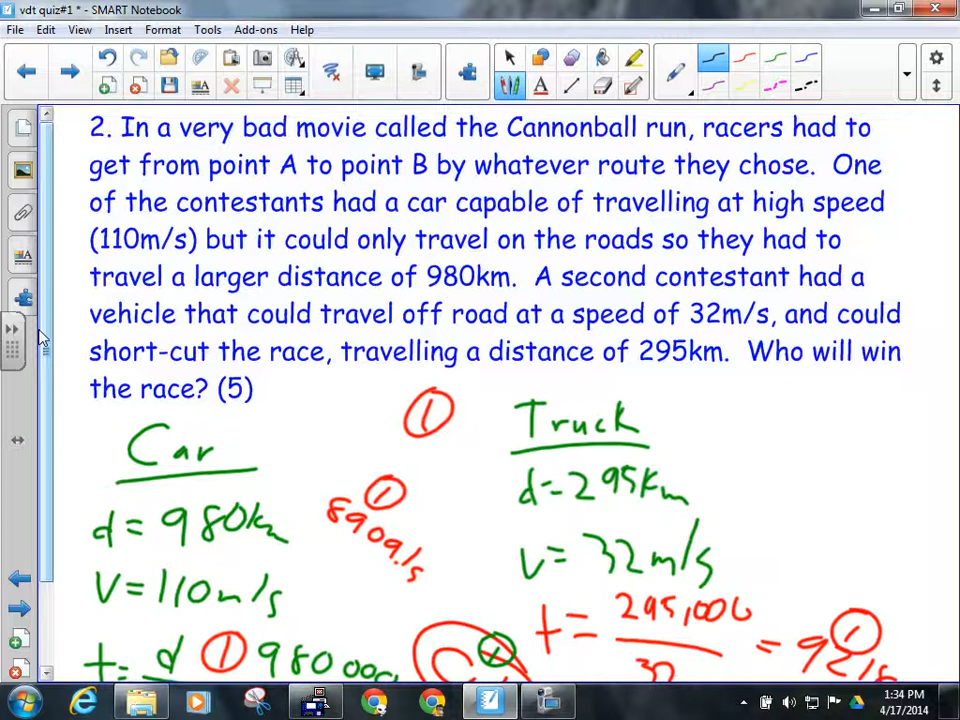 vdt quiz#1 * - SMART Notebook
File Edit View Insert Format Tools Add-ons Help
2. In a very bad movie called the Cannonball run, racers had to
get from point A to point B by whatever route they chose. One
of the contestants had a car capable of travelling at high speed
(110m/s) but it could only travel on the roads so they had to
travel a larger distance of 980km. A second contestant had a
vehicle that could travel off road at a speed of 32m/s, and could
short-cut the race, travelling a distance of 295km. Who will win
the race? (5)
Car
d = 980km
V = 110m/s
t = d 980000
1
1
8909.1s
1
Truck
d = 295km
v = 32m/s
t = 295,000 = 
32
1
1:34 PM
4/17/2014